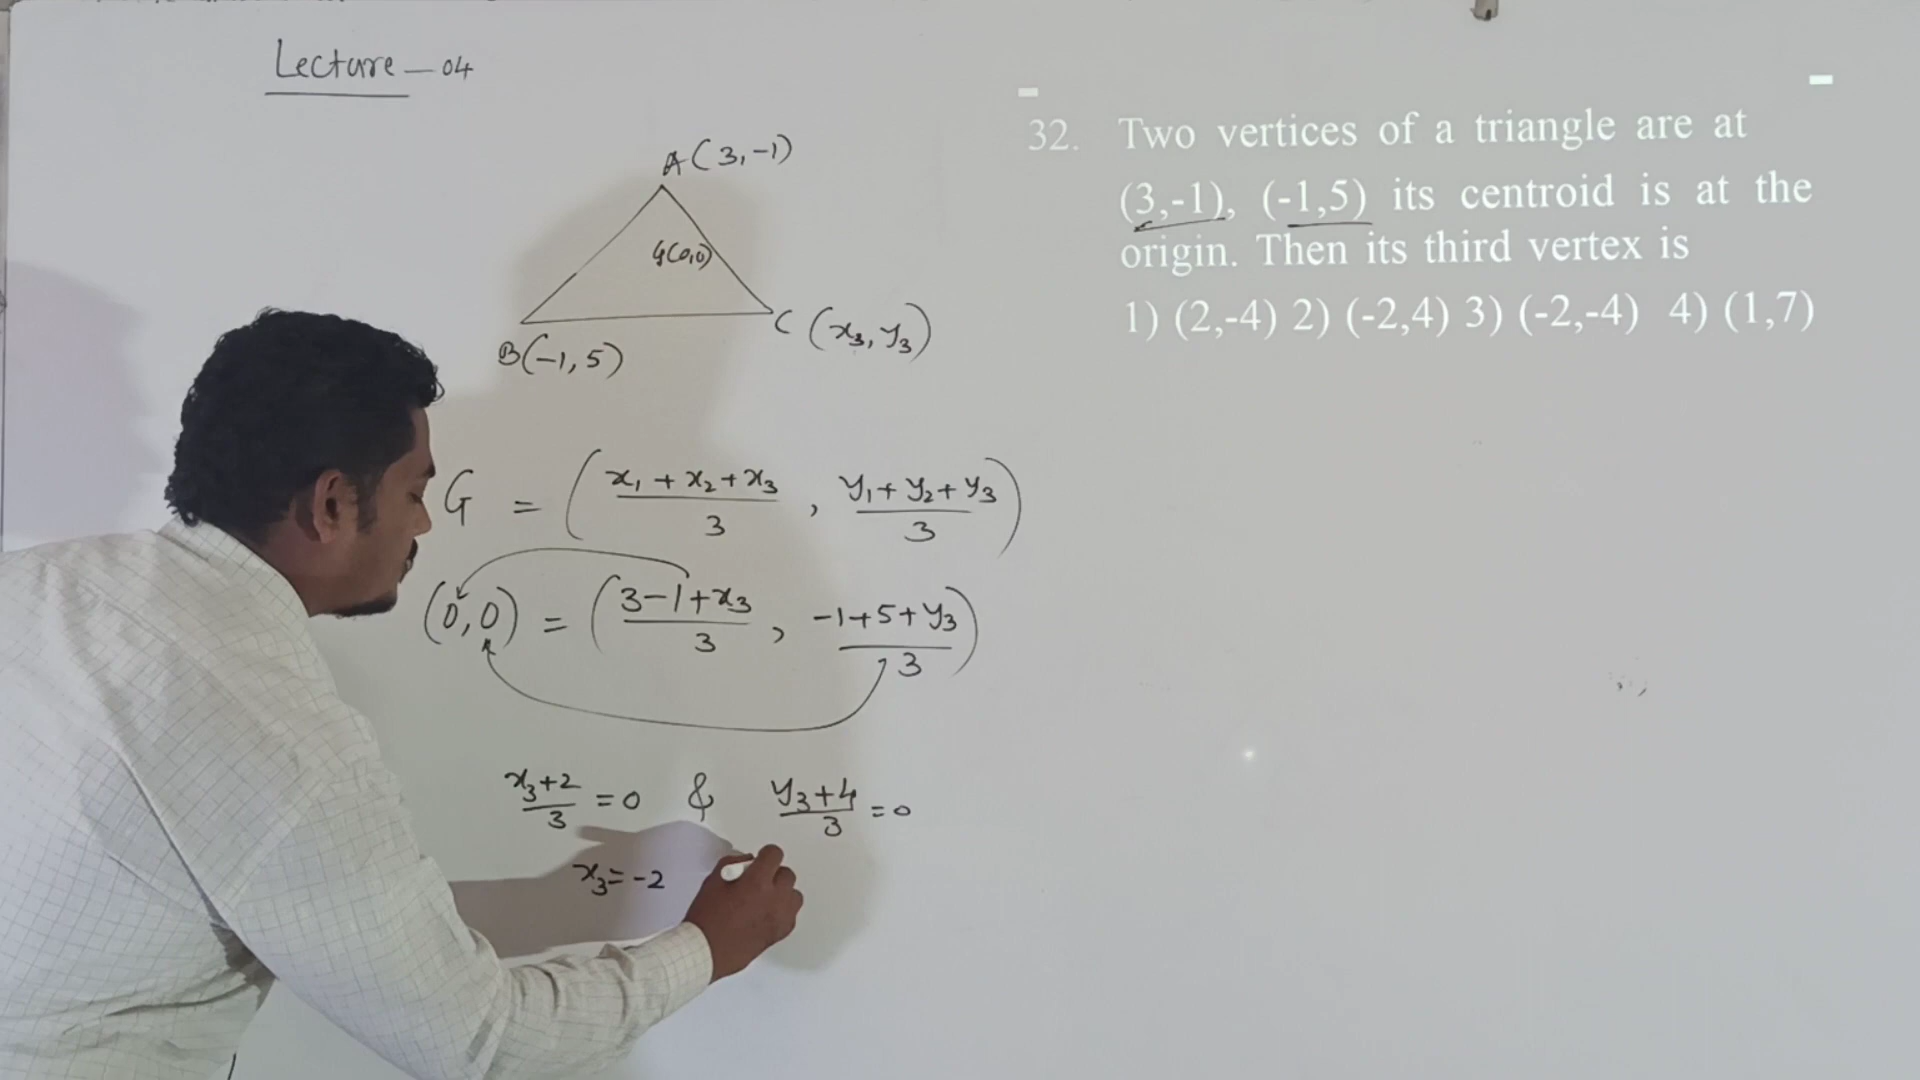 Lecture - 04
A (3, -1)
G(0,0)
C (x₃, y₃)
B(-1, 5)
G = ( x₁ + x₂ + x₃ / 3 , y₁ + y₂ + y₃ / 3 )
(0, 0) = ( 3-1+x₃ / 3 , -1+5+y₃ / 3 )
x₃+2 / 3 = 0 & y₃+4 / 3 = 0
x₃ = -2
32. Two vertices of a triangle are at
(3,-1), (-1,5) its centroid is at the
origin. Then its third vertex is
1) (2,-4) 2) (-2,4) 3) (-2,-4) 4) (1,7)